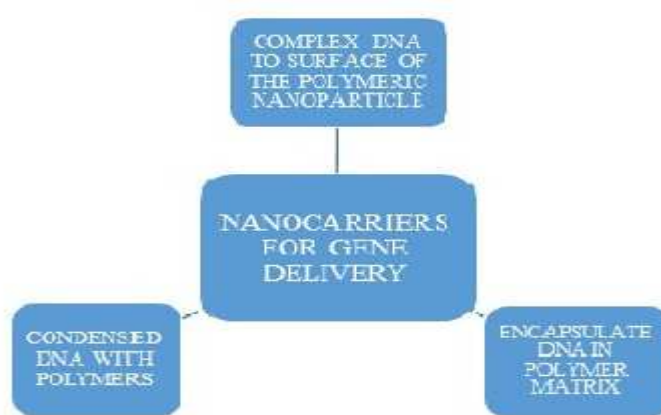 COMPLEX DNA
TO SURFACE OF
THE POLYMERIC
NANOPARTICLE
NANOCARRIERS
FOR GENE
DELIVERY
CONDENSED
DNA WITH
POLYMERS
ENCAPSULATE
DNA IN
POLYMER
MATRIX